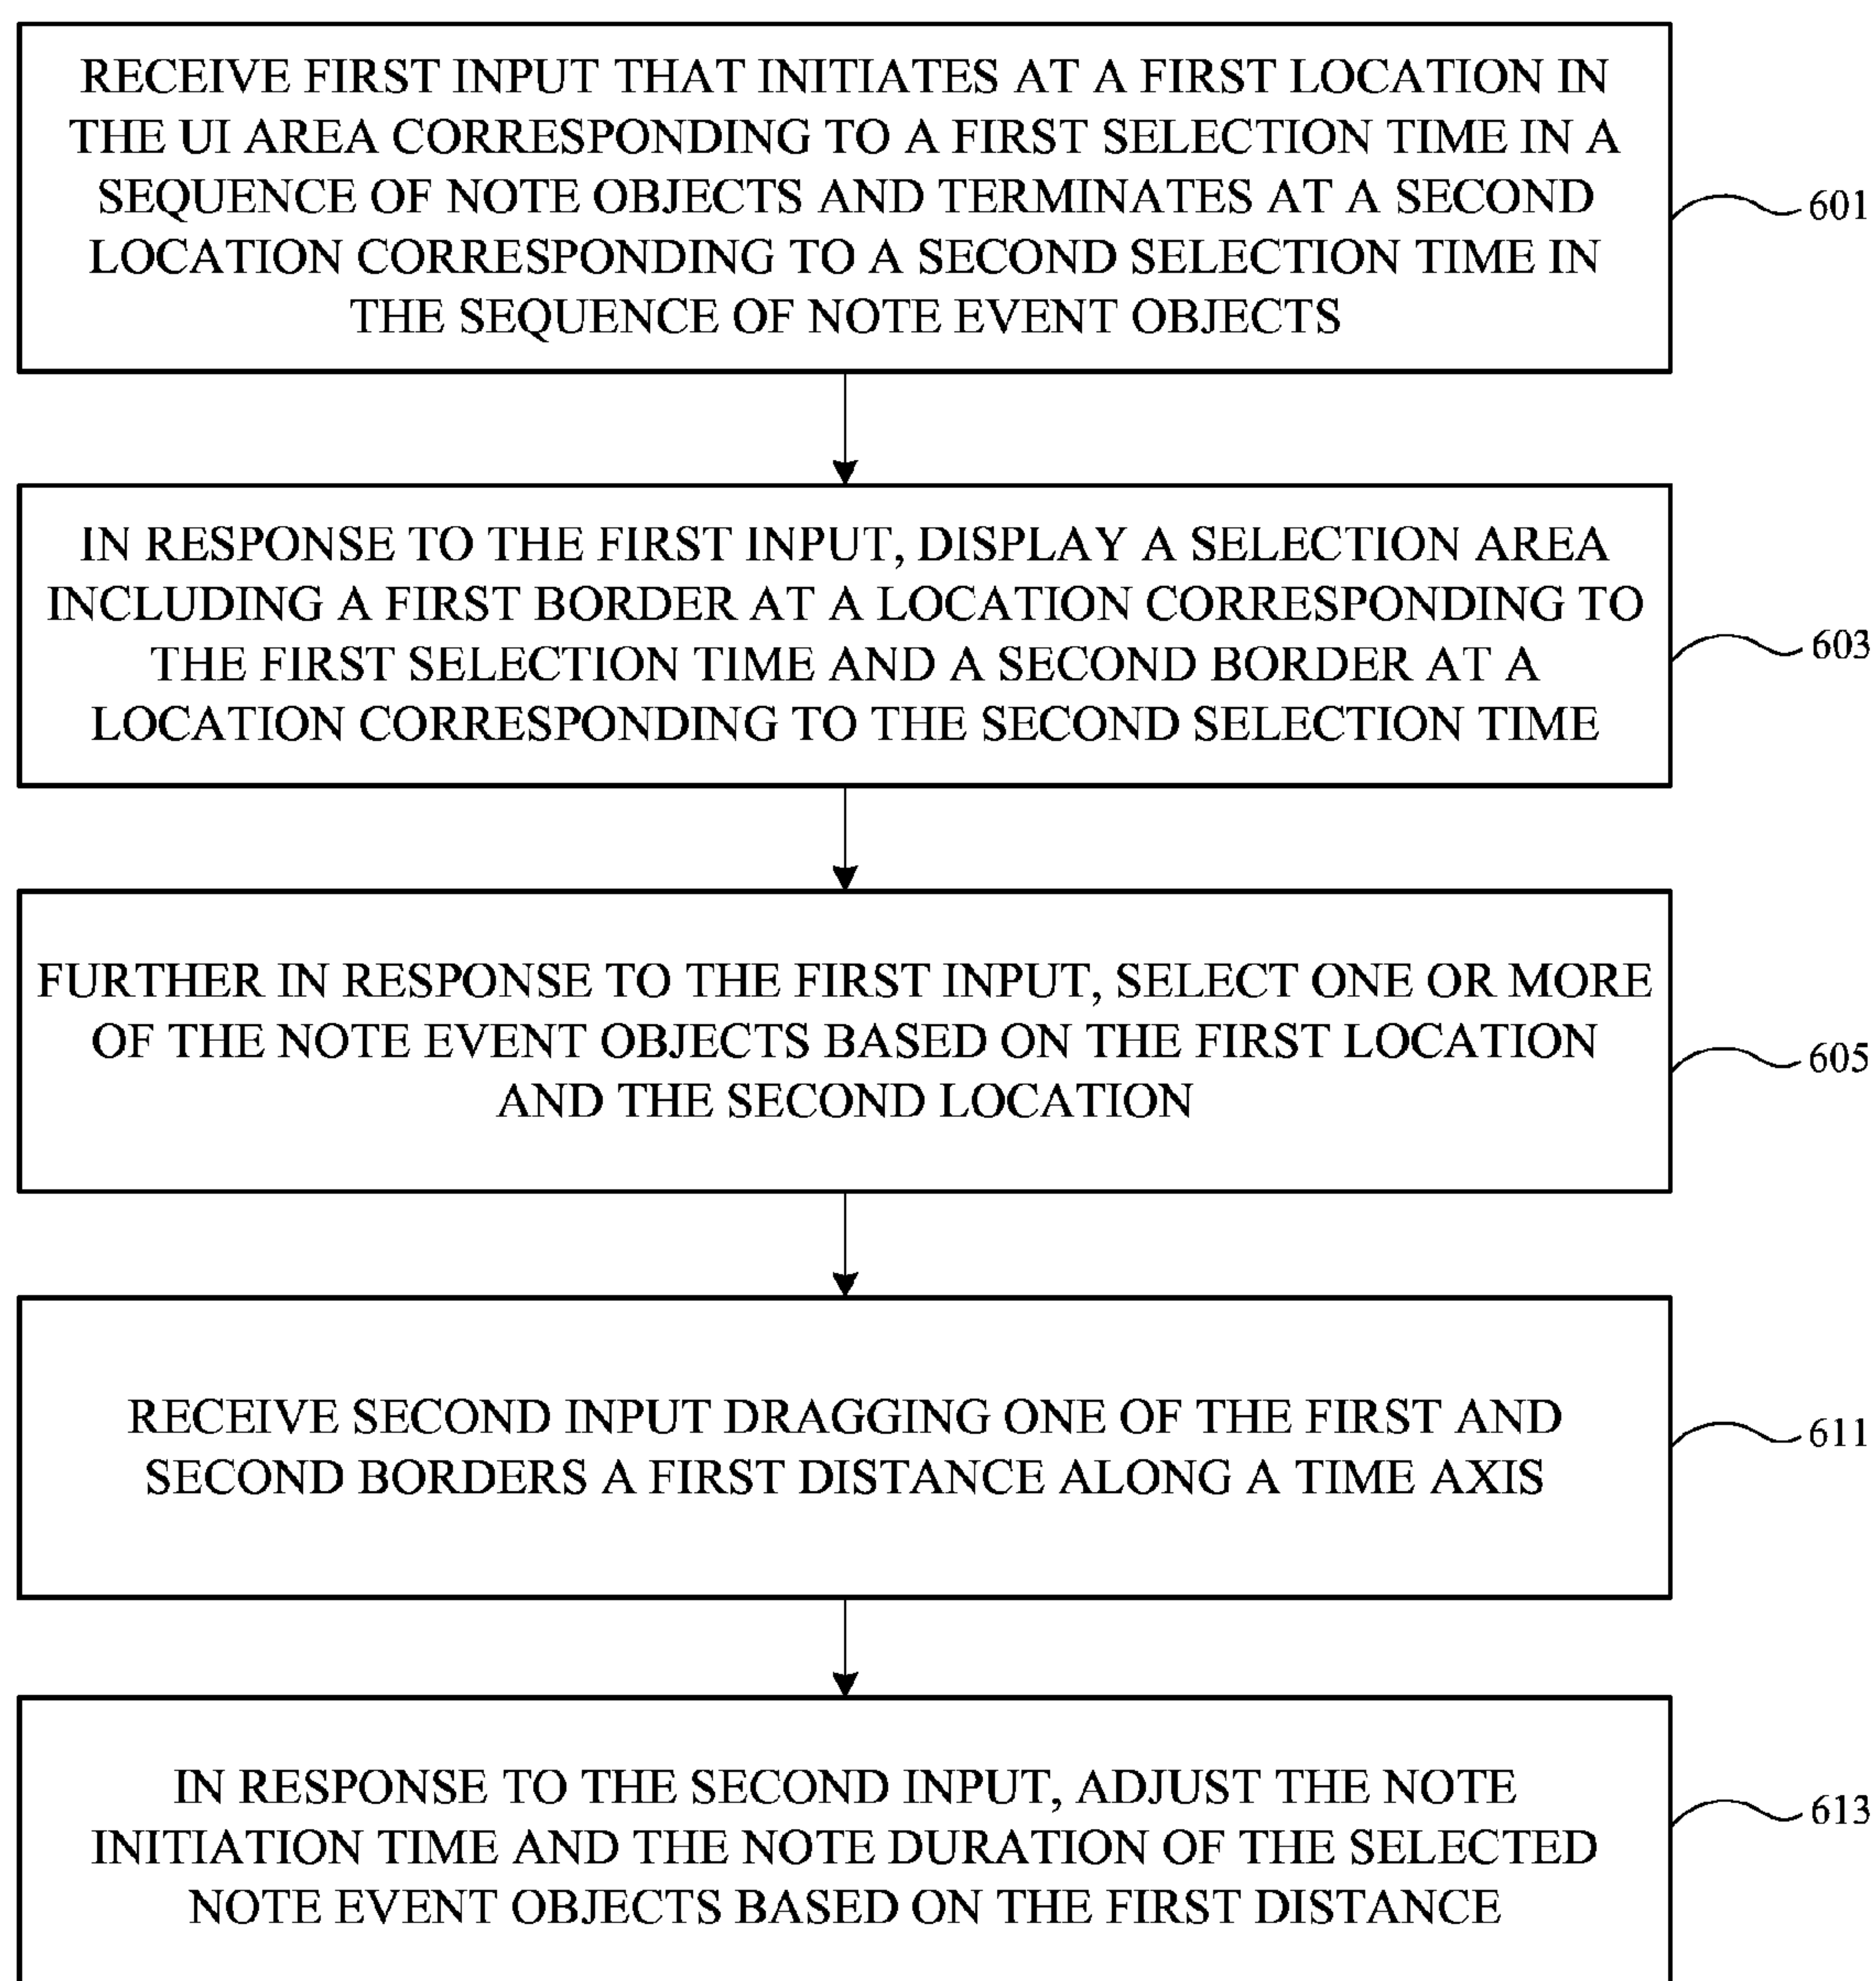 RECEIVE FIRST INPUT THAT INITIATES AT A FIRST LOCATION IN
THE UI AREA CORRESPONDING TO A FIRST SELECTION TIME IN A
SEQUENCE OF NOTE OBJECTS AND TERMINATES AT A SECOND
LOCATION CORRESPONDING TO A SECOND SELECTION TIME IN
THE SEQUENCE OF NOTE EVENT OBJECTS
601
IN RESPONSE TO THE FIRST INPUT, DISPLAY A SELECTION AREA
INCLUDING A FIRST BORDER AT A LOCATION CORRESPONDING TO
THE FIRST SELECTION TIME AND A SECOND BORDER AT A
LOCATION CORRESPONDING TO THE SECOND SELECTION TIME
603
FURTHER IN RESPONSE TO THE FIRST INPUT, SELECT ONE OR MORE
OF THE NOTE EVENT OBJECTS BASED ON THE FIRST LOCATION
AND THE SECOND LOCATION
605
RECEIVE SECOND INPUT DRAGGING ONE OF THE FIRST AND
SECOND BORDERS A FIRST DISTANCE ALONG A TIME AXIS
611
IN RESPONSE TO THE SECOND INPUT, ADJUST THE NOTE
INITIATION TIME AND THE NOTE DURATION OF THE SELECTED
NOTE EVENT OBJECTS BASED ON THE FIRST DISTANCE
613